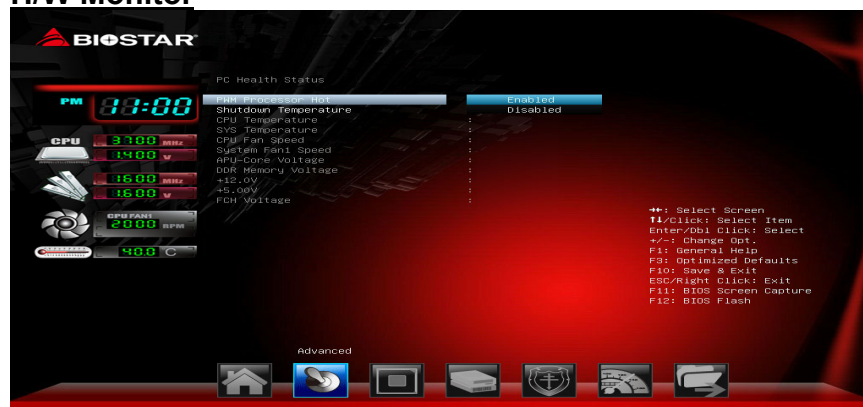 H/W Monitor
BIOSTAR
PC Health Status
PM 11:00
PWM Processor Hot Enabled
Shutdown Temperature Disabled
CPU Temperature :
SYS Temperature :
CPU Fan Speed :
System Fan1 Speed :
APU-Core Voltage :
DDR Memory Voltage :
+12.0V :
+5.00V :
FCH Voltage :
CPU 3700 MHz
1.400 V
1600 MHz
1.600 V
CPU FAN1
2000 RPM
40.0 C
→←: Select Screen
↑↓/Click: Select Item
Enter/Dbl Click: Select
+/-: Change Opt.
F1: General Help
F3: Optimized Defaults
F10: Save & Exit
ESC/Right Click: Exit
F11: BIOS Screen Capture
F12: BIOS Flash
Advanced